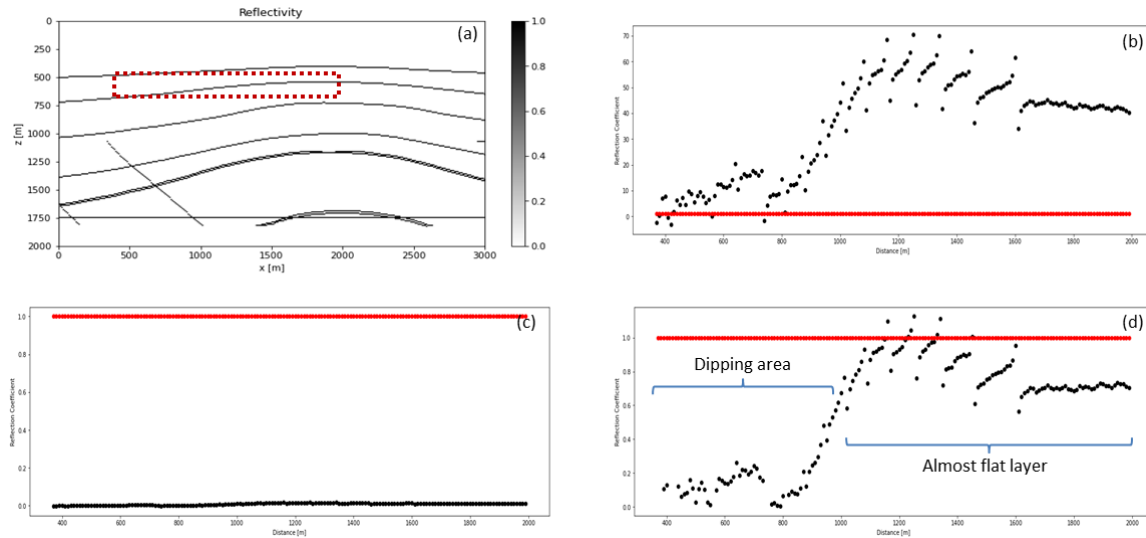 Reflectivity
(a)
0
250
500
750
1000
1250
1500
1750
2000
z [m]
0 500 1000 1500 2000 2500 3000
x [m]
1.0
0.8
0.6
0.4
0.2
0.0
(b)
70
60
50
40
30
20
10
0
Reflection Coefficient
400 600 800 1000 1200 1400 1600 1800 2000
Distance [m]
(c)
1.0
0.8
0.6
0.4
0.2
0.0
Reflection Coefficient
400 600 800 1000 1200 1400 1600 1800 2000
Distance [m]
(d)
1.0
0.8
0.6
0.4
0.2
0.0
Reflection Coefficient
Dipping area
Almost flat layer
400 600 800 1000 1200 1400 1600 1800 2000
Distance [m]